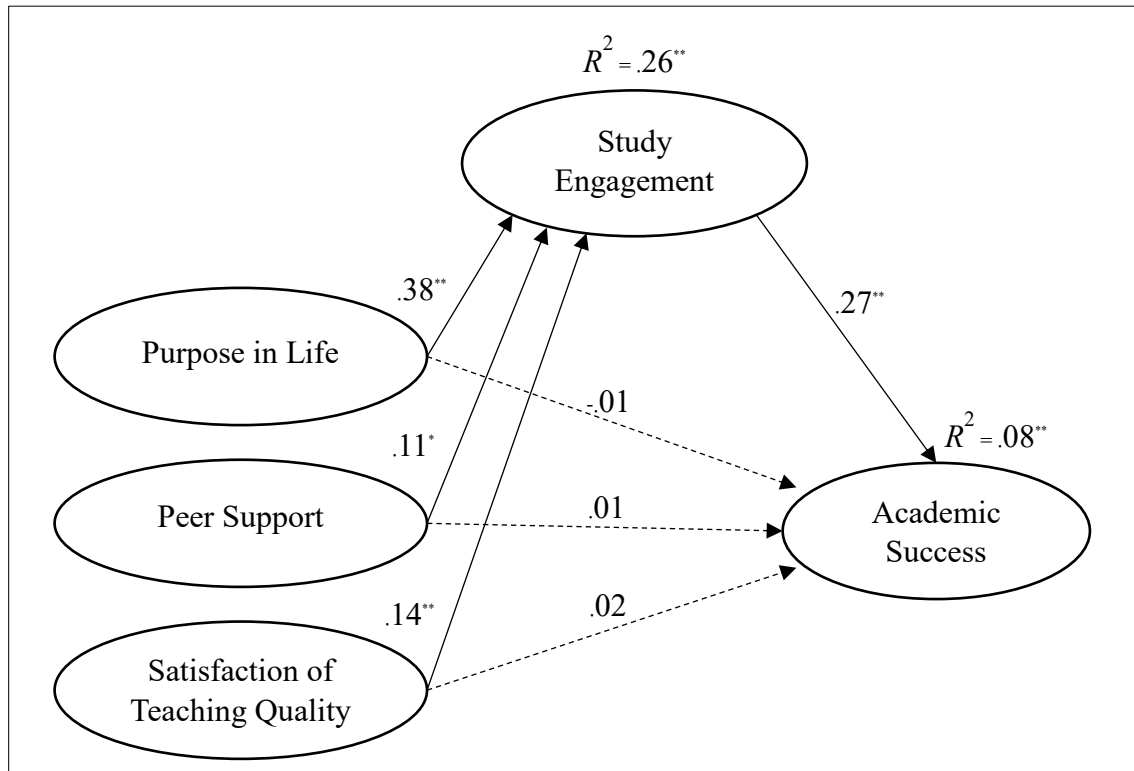 R² = .26**
Study
Engagement
.38**
.27**
Purpose in Life
-.01
R² = .08**
.11*
Peer Support
.01
Academic
Success
.14**
.02
Satisfaction of
Teaching Quality